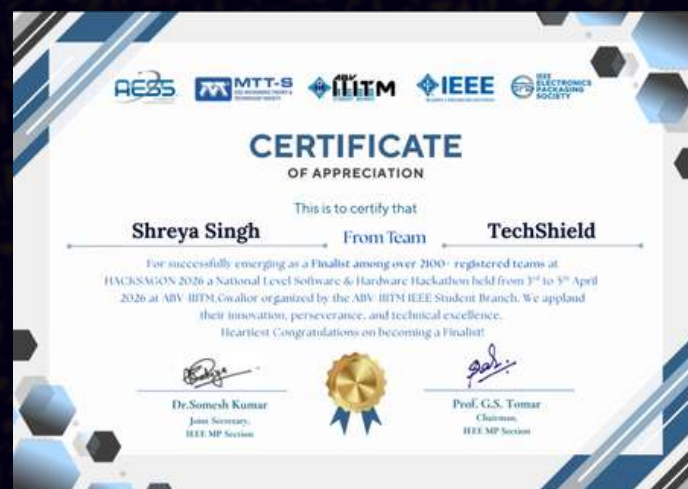 AESS
MTT-S
ABV
IIITM
IEEE
IEEE
ELECTRONICS
PACKAGING
SOCIETY
CERTIFICATE
OF APPRECIATION
This is to certify that
Shreya Singh From Team TechShield
For successfully emerging as a Finalist among over 2100+ registered teams at
HACKSAGON 2026 a National Level Software & Hardware Hackathon held from 3rd to 5th April
2026 at ABV-IIITM,Gwalior organized by the ABV-IIITM IEEE Student Branch. We applaud
their innovation, perseverance, and technical excellence.
Heartiest Congratulations on becoming a Finalist!
Dr.Somesh Kumar
Joint Secretary,
IEEE MP Section
Prof. G.S. Tomar
Chairman,
IEEE MP Section